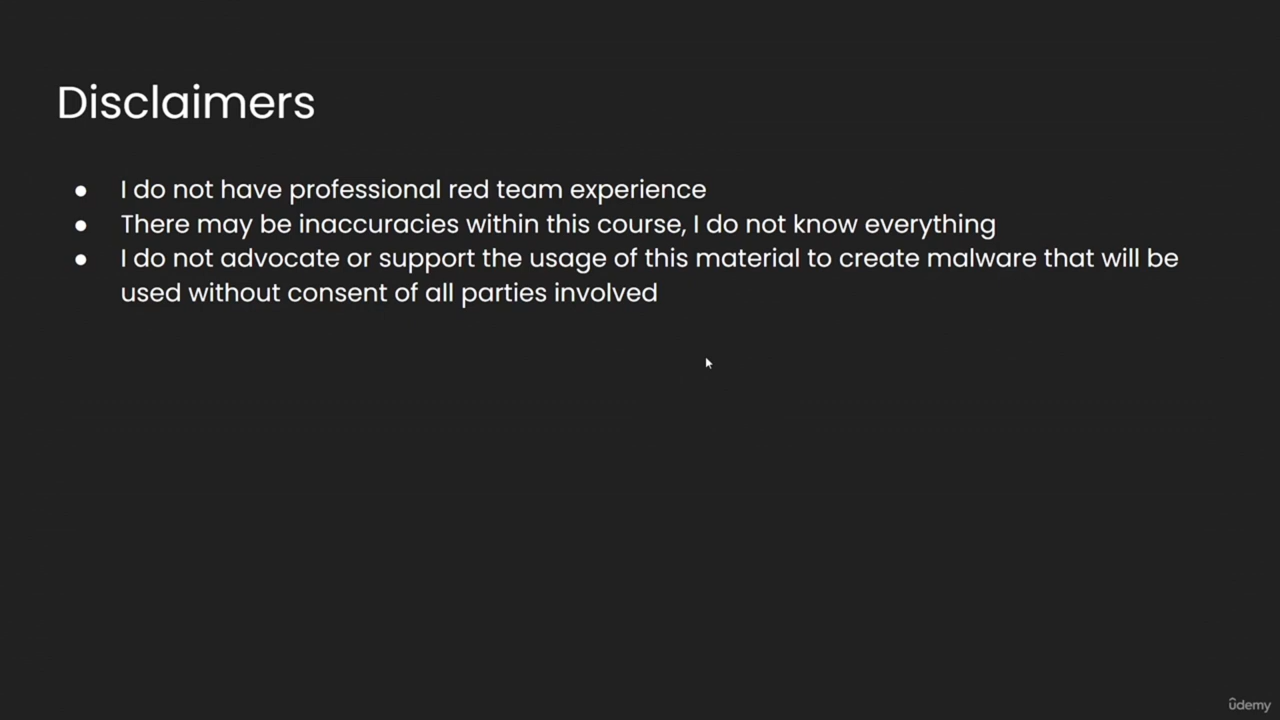 Disclaimers
● I do not have professional red team experience
● There may be inaccuracies within this course, I do not know everything
● I do not advocate or support the usage of this material to create malware that will be
used without consent of all parties involved
ûdemy